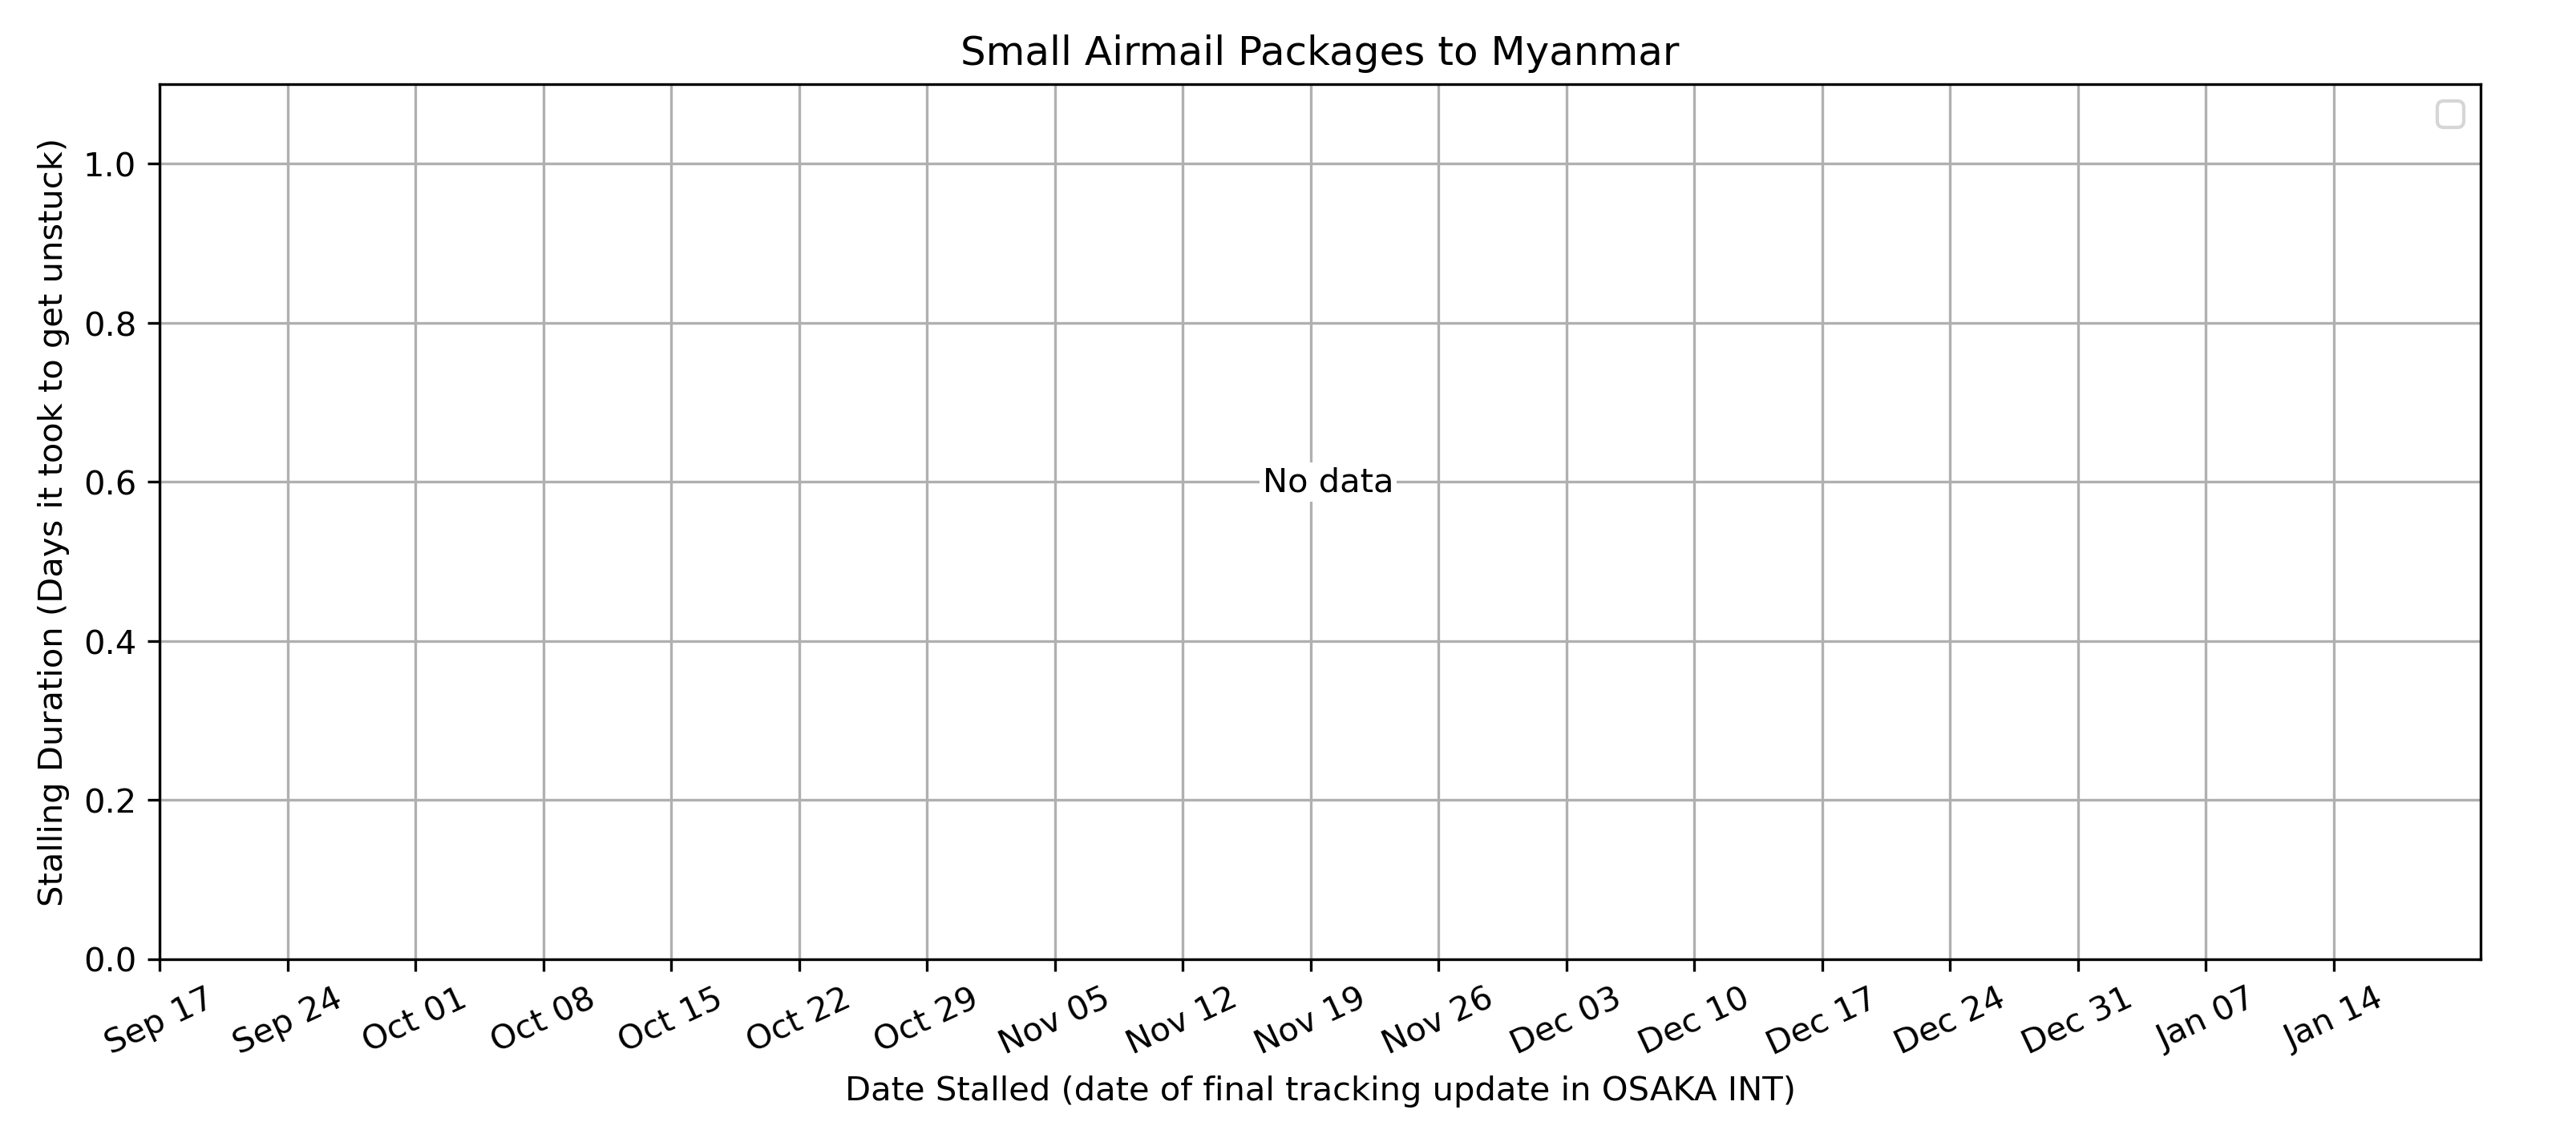 Small Airmail Packages to Myanmar
Stalling Duration (Days it took to get unstuck)
1.0
0.8
0.6
0.4
0.2
0.0
No data
Sep 17 Sep 24 Oct 01 Oct 08 Oct 15 Oct 22 Oct 29 Nov 05 Nov 12 Nov 19 Nov 26 Dec 03 Dec 10 Dec 17 Dec 24 Dec 31 Jan 07 Jan 14
Date Stalled (date of final tracking update in OSAKA INT)